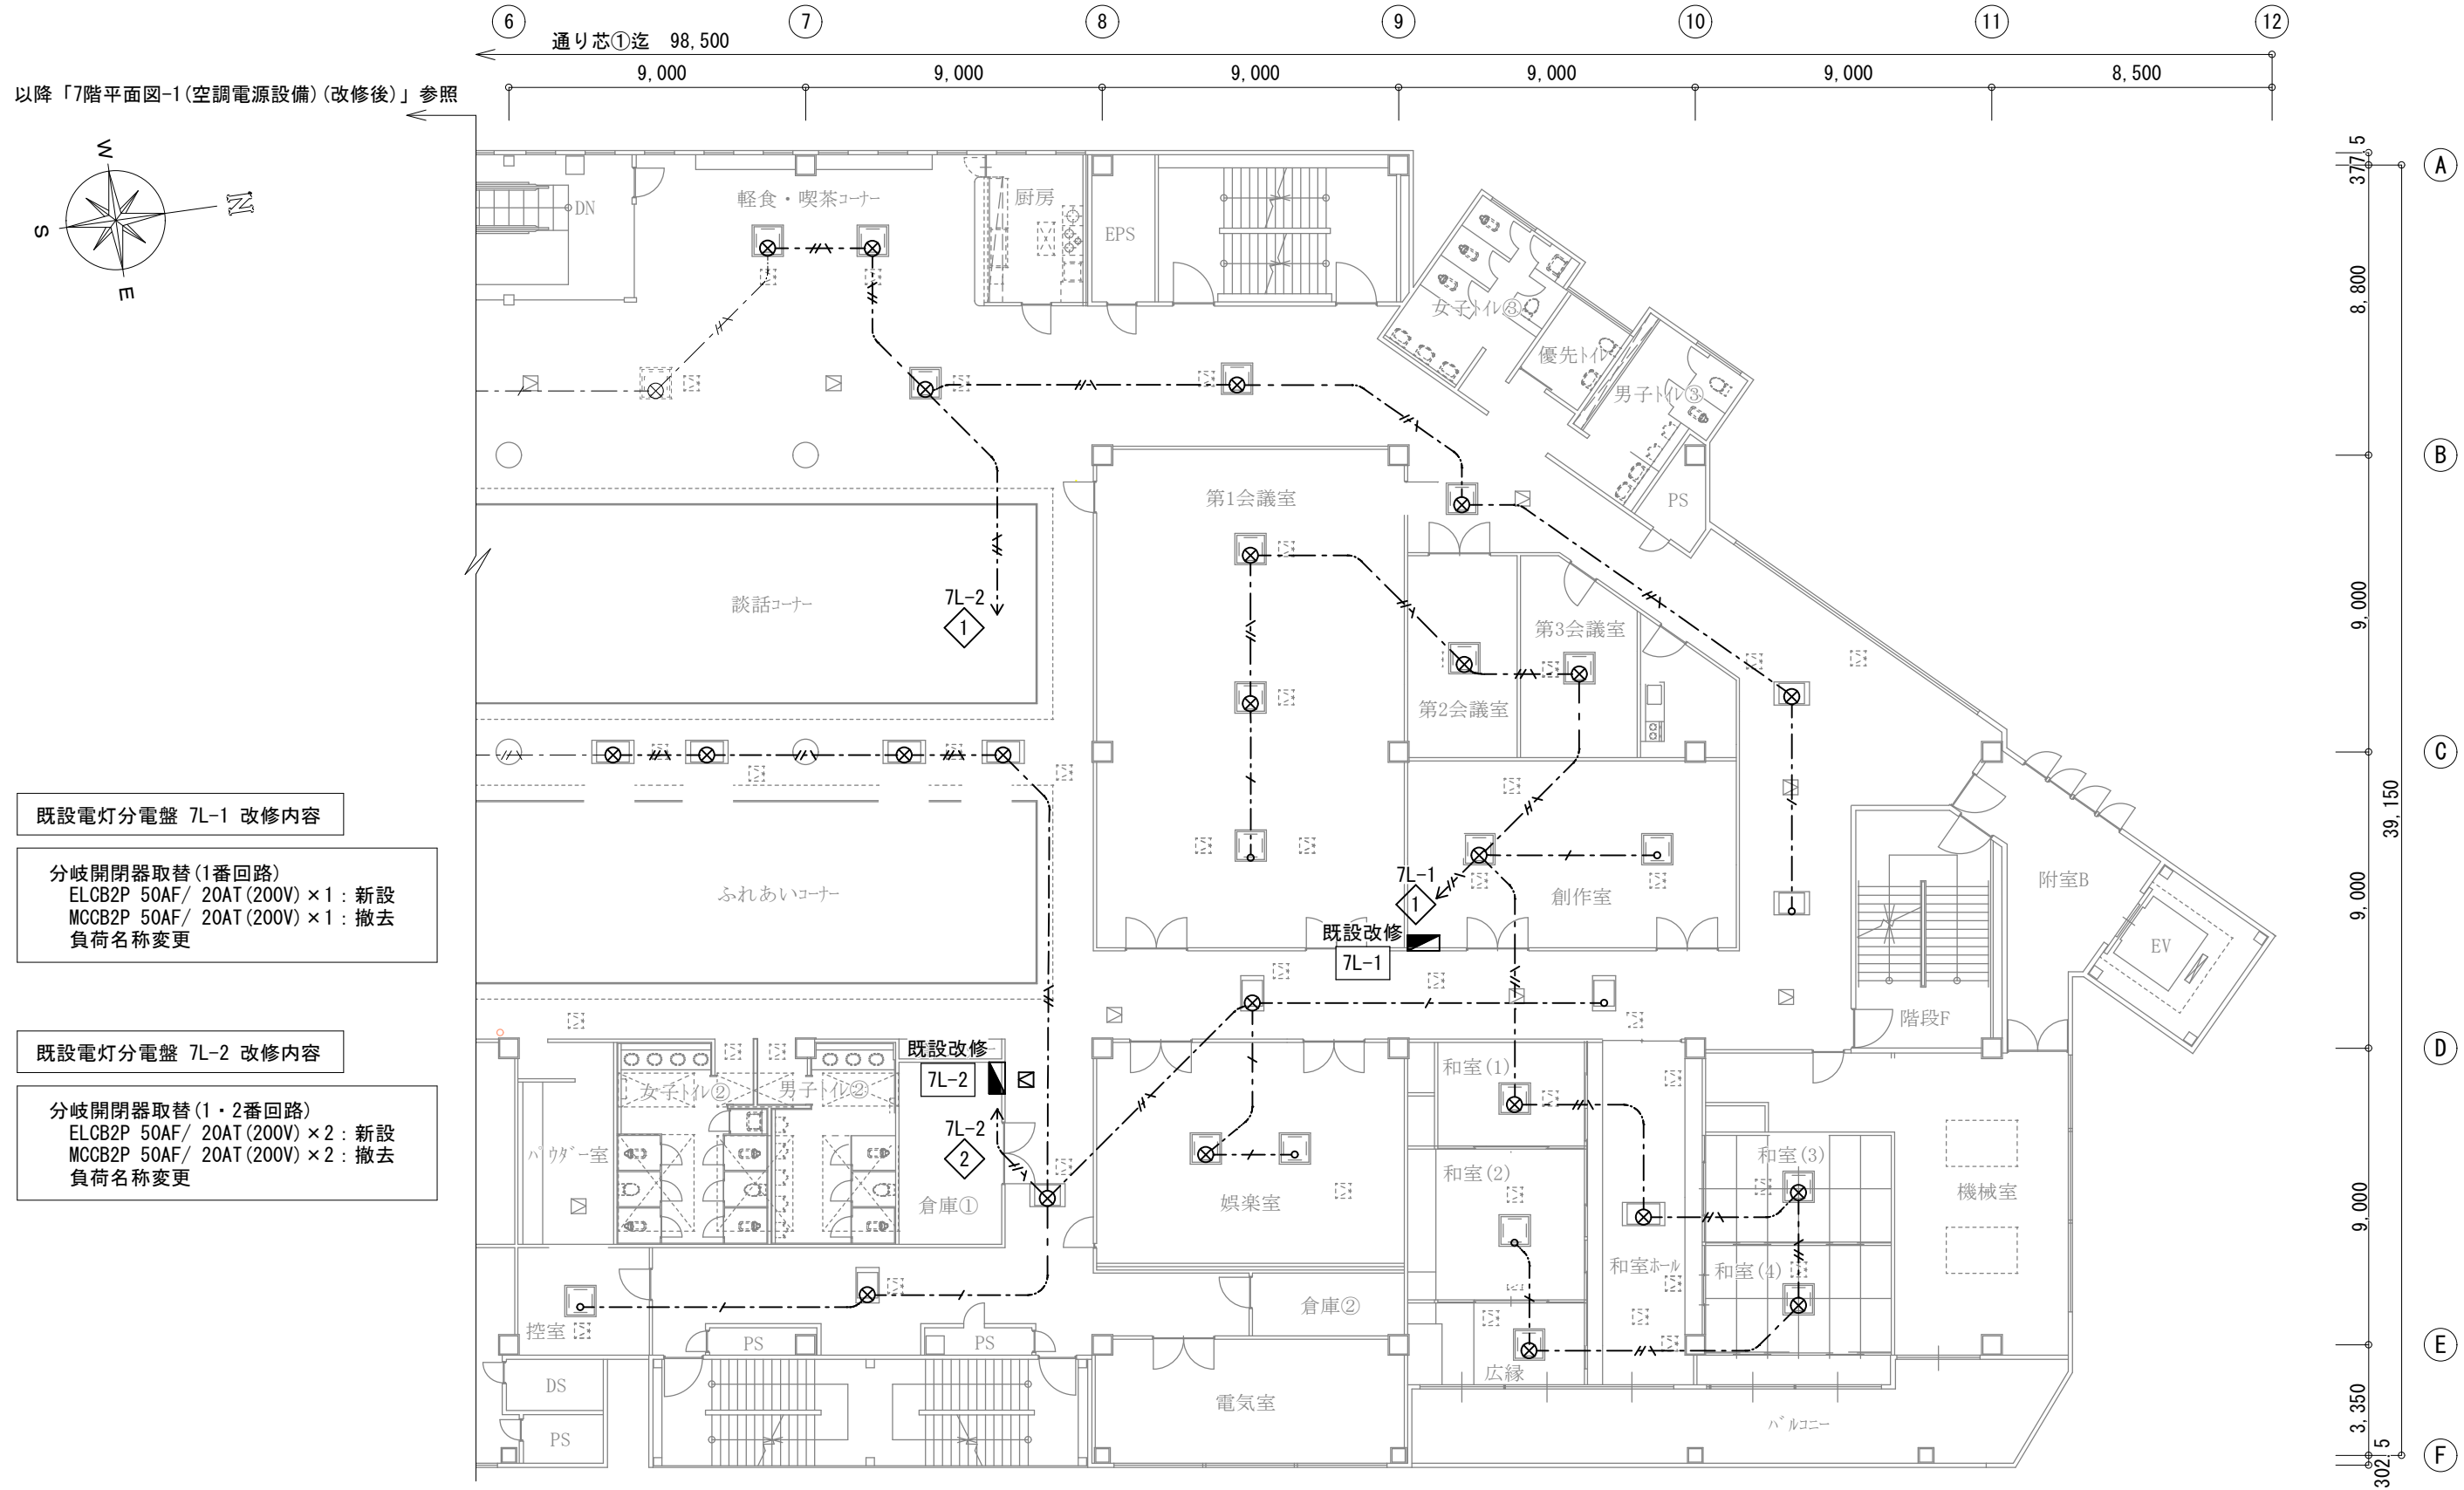 6
7
8
9
10
11
12
通り芯①迄 98,500
9,000
9,000
9,000
9,000
9,000
8,500
以降「7階平面図-1(空調電源設備)(改修後)」参照
W
N
S
E
377.5
A
8,800
B
9,000
C
39,150
9,000
D
9,000
E
3,350
302.5
F
DN
軽食・喫茶コーナー
厨房
EPS
女子トイレ③
優先トイレ
男子トイレ③
PS
第1会議室
談話コーナー
7L-2
1
第3会議室
第2会議室
既設電灯分電盤 7L-1 改修内容
分岐開閉器取替(1番回路)
ELCB2P 50AF/ 20AT(200V)×1：新設
MCCB2P 50AF/ 20AT(200V)×1：撤去
負荷名称変更
ふれあいコーナー
7L-1
1
創作室
既設改修
7L-1
附室B
EV
階段F
既設電灯分電盤 7L-2 改修内容
分岐開閉器取替(1・2番回路)
ELCB2P 50AF/ 20AT(200V)×2：新設
MCCB2P 50AF/ 20AT(200V)×2：撤去
負荷名称変更
既設改修
7L-2
女子トイレ②
男子トイレ②
7L-2
2
パウダー室
倉庫①
娯楽室
和室(1)
和室(2)
和室(3)
機械室
和室ホール
和室(4)
倉庫②
控室
PS
PS
広縁
DS
電気室
PS
バルコニー